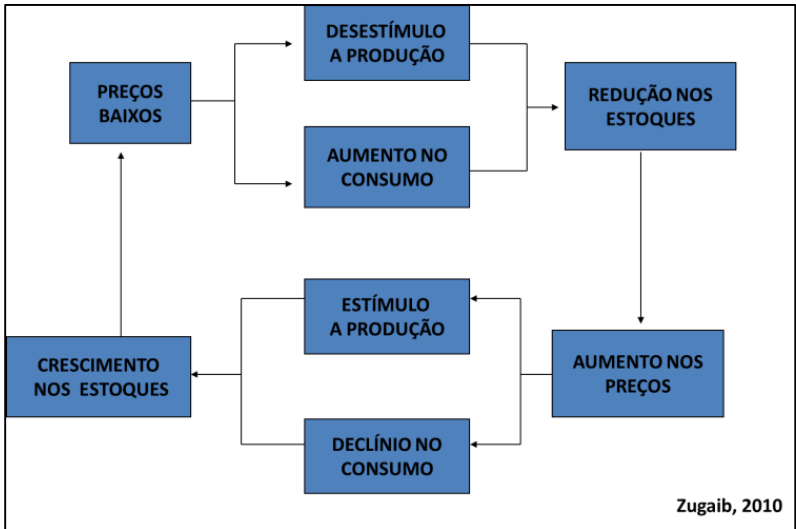 DESESTÍMULO
A PRODUÇÃO
PREÇOS
BAIXOS
REDUÇÃO NOS
ESTOQUES
AUMENTO NO
CONSUMO
ESTÍMULO
A PRODUÇÃO
CRESCIMENTO
NOS ESTOQUES
AUMENTO NOS
PREÇOS
DECLÍNIO NO
CONSUMO
Zugaib, 2010